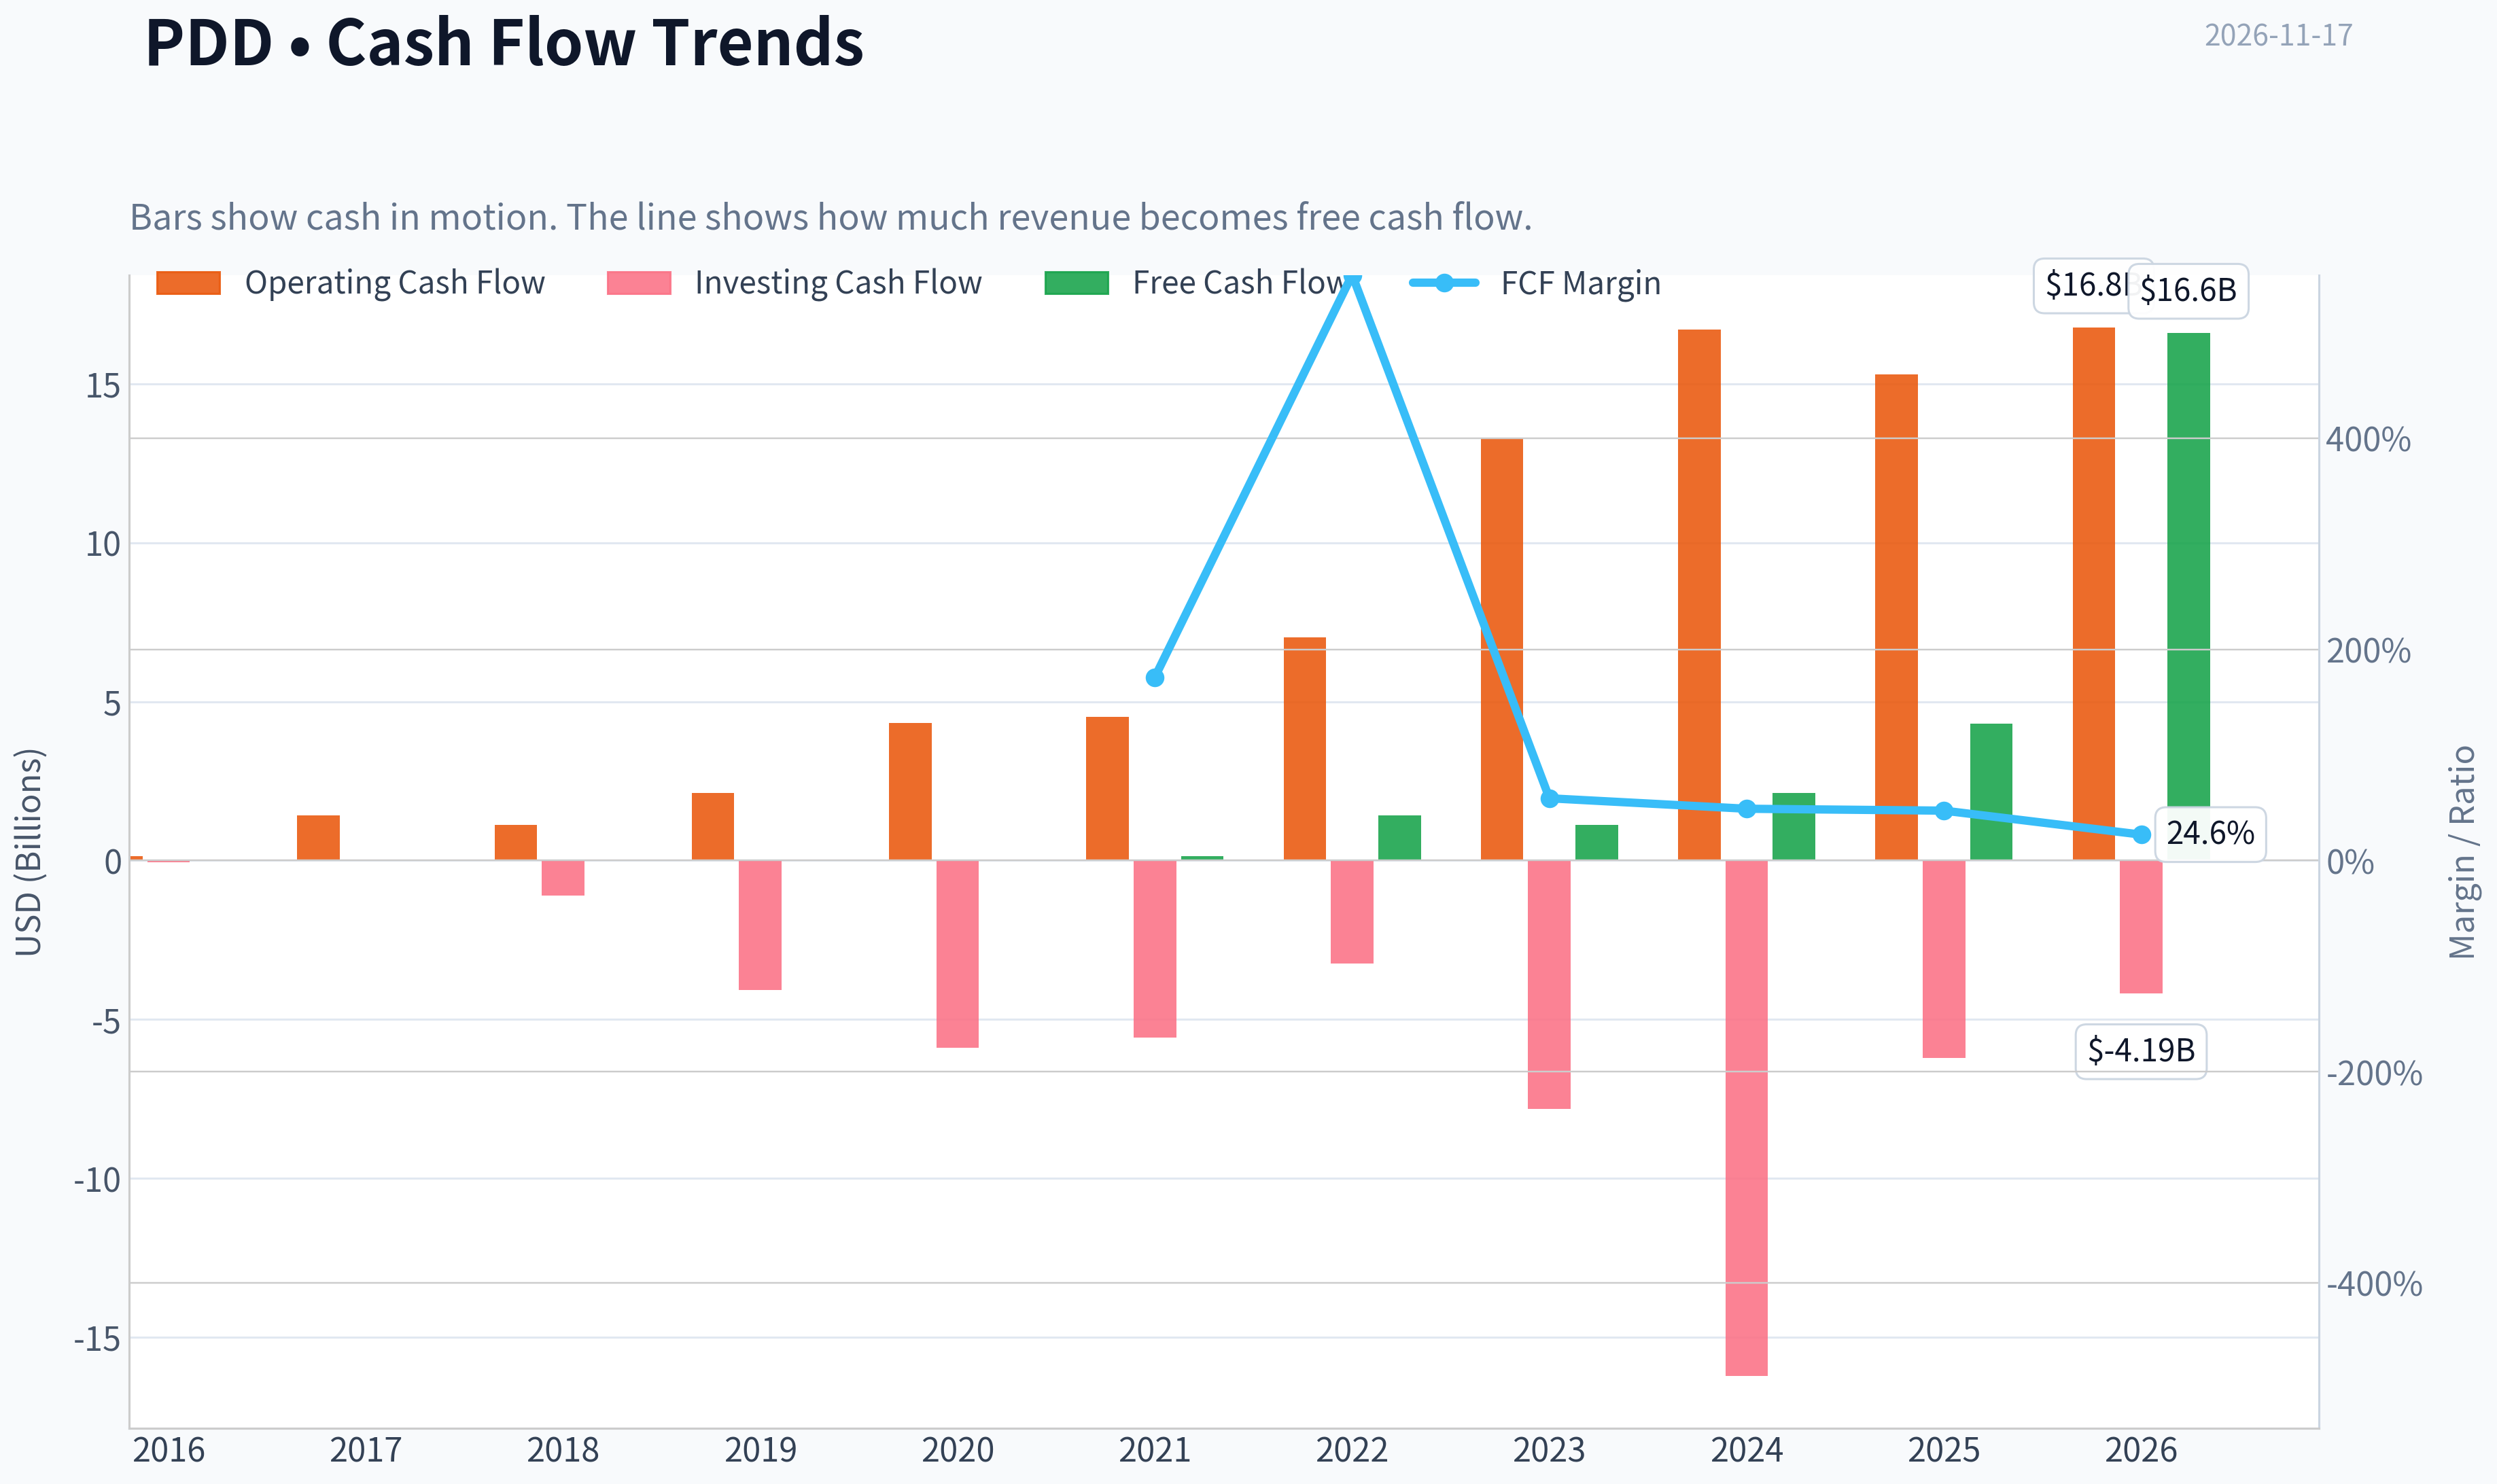 PDD • Cash Flow Trends
2026-11-17
Bars show cash in motion. The line shows how much revenue becomes free cash flow.
Operating Cash Flow
Investing Cash Flow
Free Cash Flow
FCF Margin
$16.8B
$16.6B
15
10
5
0
-5
-10
-15
USD (Billions)
400%
200%
0%
-200%
-400%
Margin / Ratio
24.6%
$-4.19B
2016 2017 2018 2019 2020 2021 2022 2023 2024 2025 2026